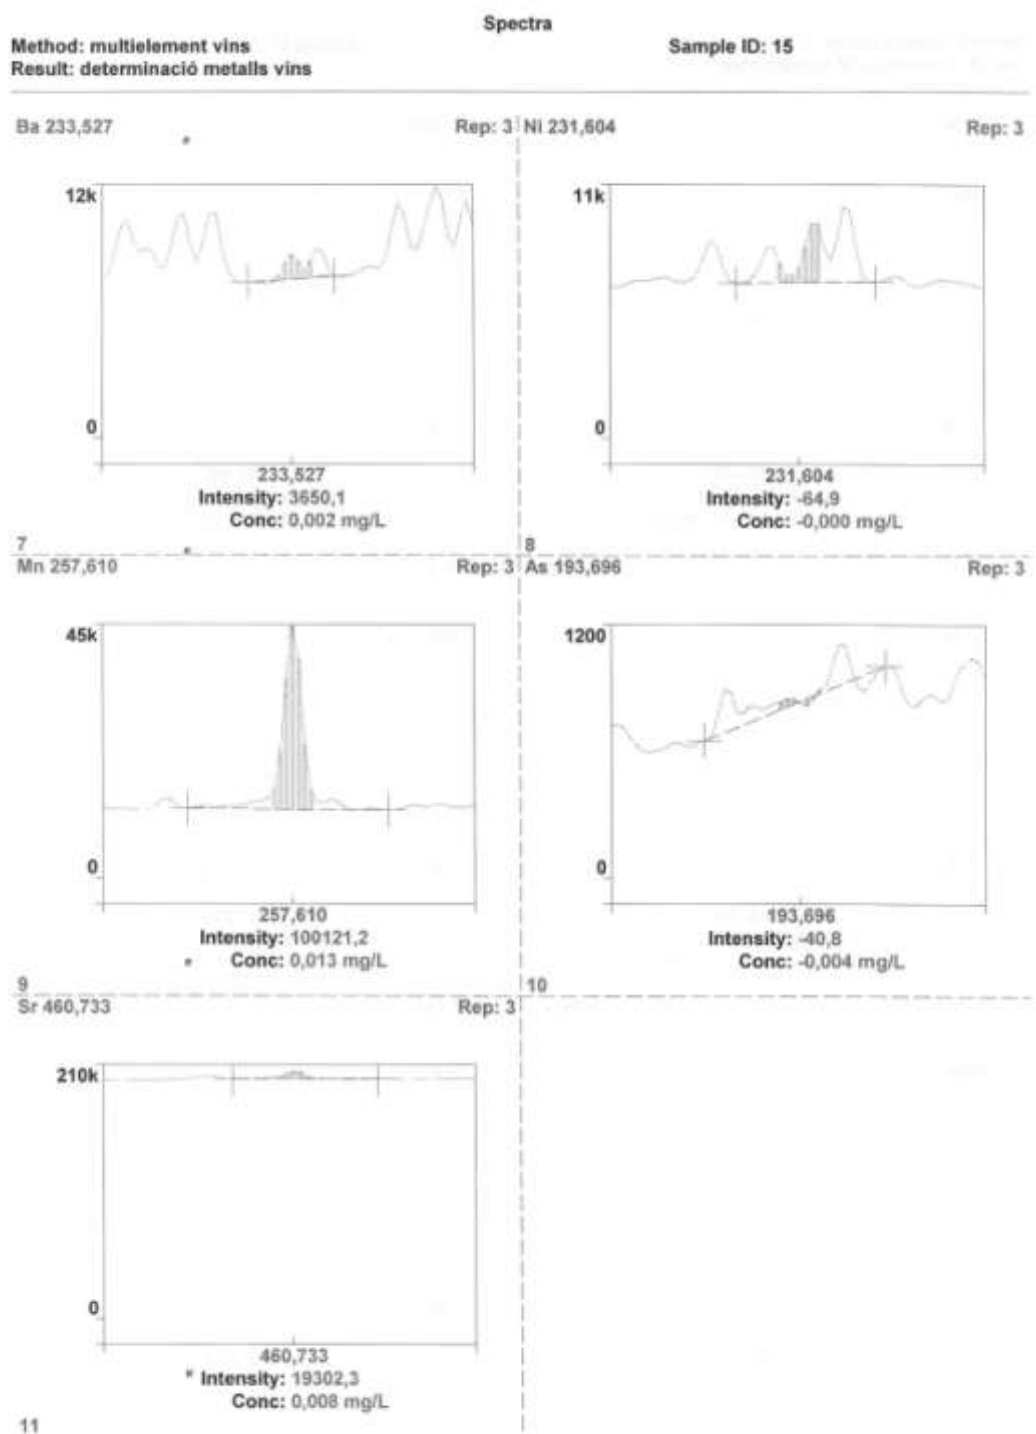 Spectra
Method: multielement vins
Sample ID: 15
Result: determinació metalls vins
Ba 233,527
Rep: 3
12k
0
233,527
Intensity: 3650,1
Conc: 0,002 mg/L
7
Ni 231,604
Rep: 3
11k
0
231,604
Intensity: -64,9
Conc: -0,000 mg/L
8
Mn 257,610
Rep: 3
45k
0
257,610
Intensity: 100121,2
Conc: 0,013 mg/L
9
As 193,696
Rep: 3
1200
0
193,696
Intensity: -40,8
Conc: -0,004 mg/L
10
Sr 460,733
Rep: 3
210k
0
460,733
Intensity: 19302,3
Conc: 0,008 mg/L
11